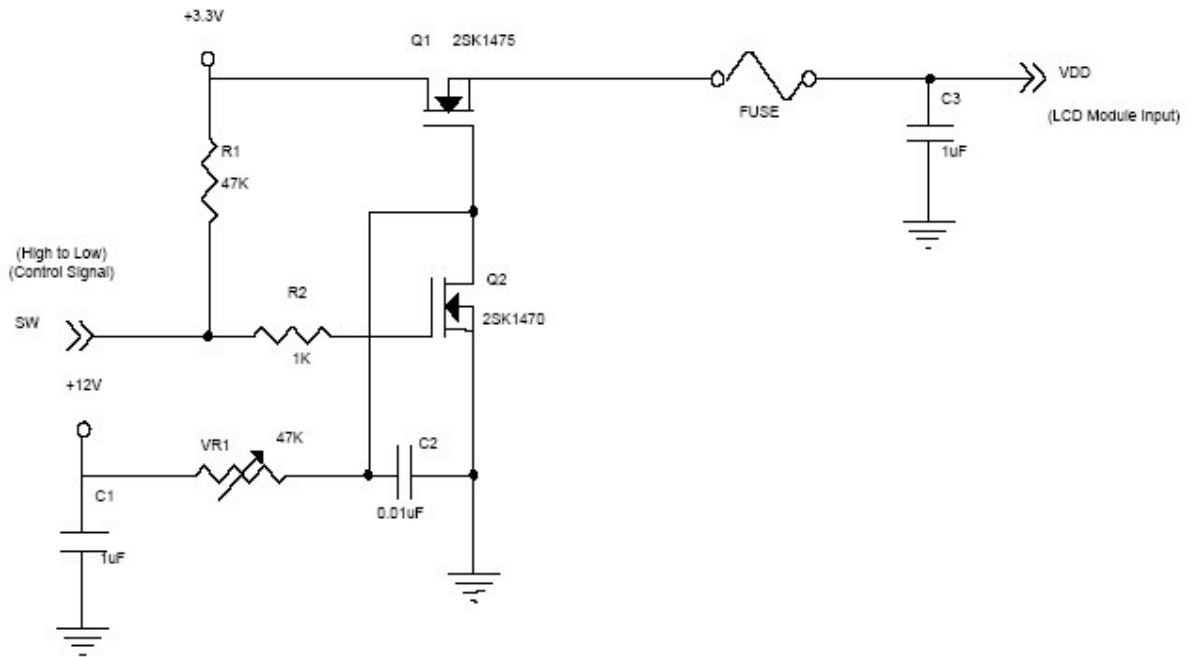 +3.3V
Q1 2SK1475
FUSE
C3
1uF
VDD
(LCD Module Input)
R1
47K
(High to Low)
(Control Signal)
SW
R2
1K
Q2
2SK1470
+12V
VR1
47K
C2
0.01uF
C1
1uF